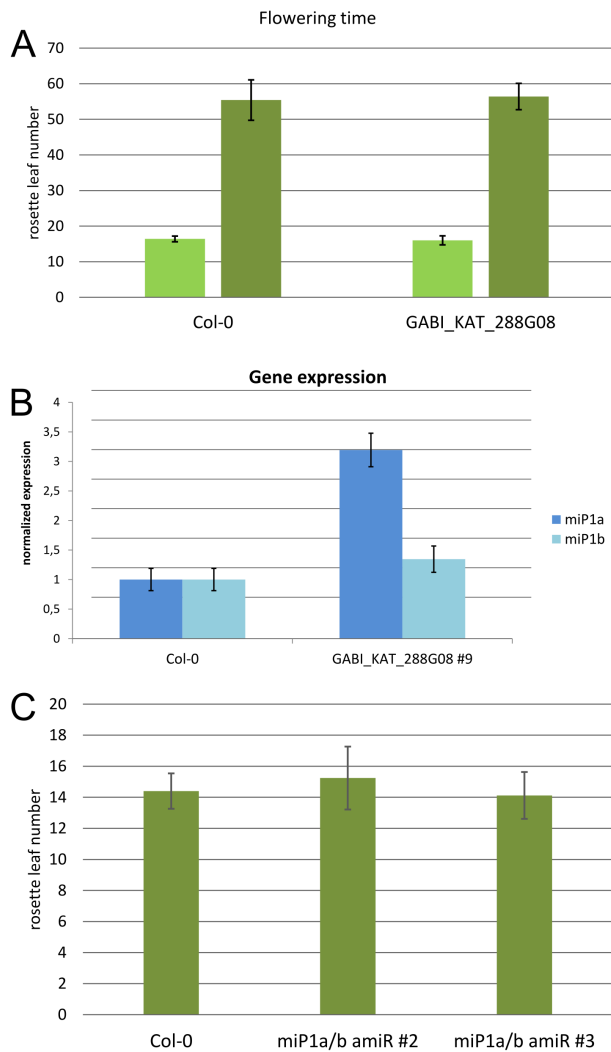 Flowering time
A
rosette leaf number
70
60
50
40
30
20
10
0
Col-0
GABI_KAT_288G08
Gene expression
B
normalized expression
4
3,5
3
2,5
2
1,5
1
0,5
0
Col-0
GABI_KAT_288G08 #9
miP1a
miP1b
C
rosette leaf number
20
18
16
14
12
10
8
6
4
2
0
Col-0
miP1a/b amiR #2
miP1a/b amiR #3